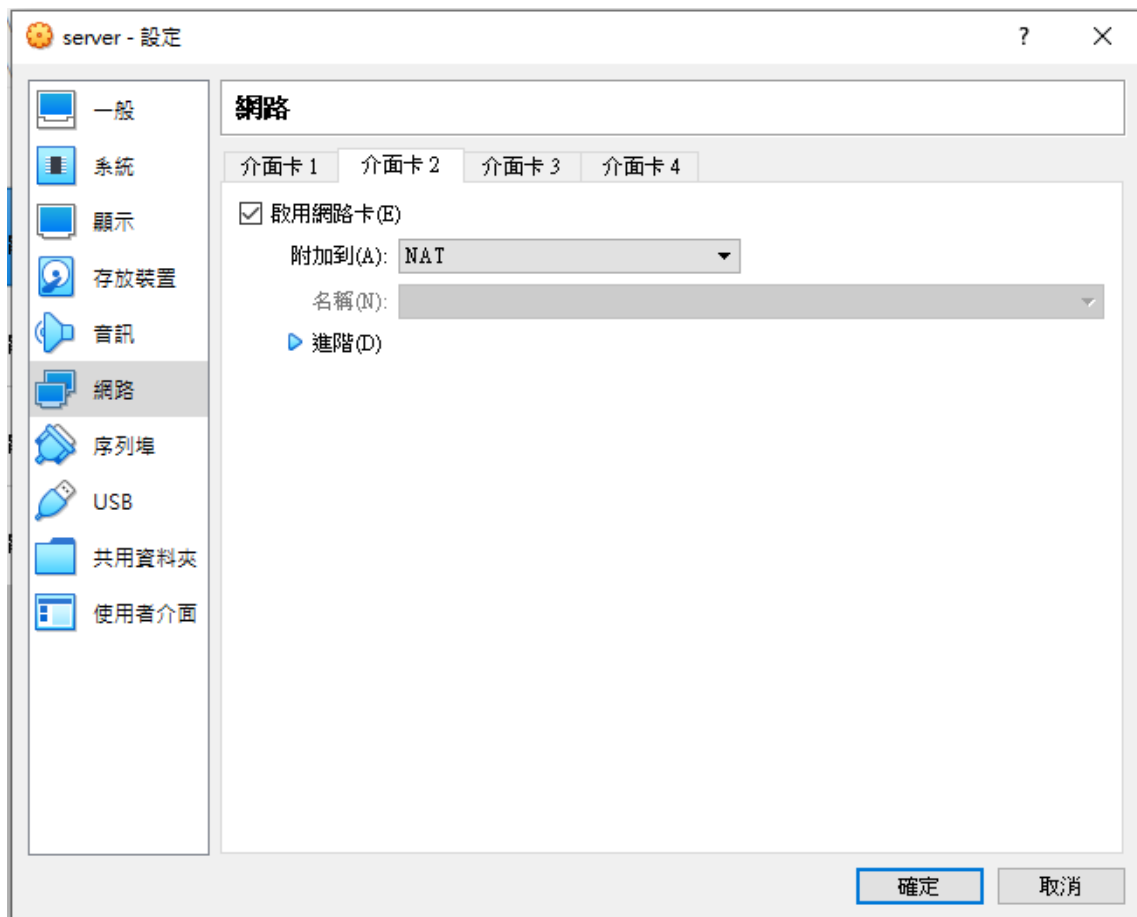 server - 設定
?
一般
系統
顯示
存放裝置
音訊
網路
序列埠
USB
共用資料夾
使用者介面
網路
介面卡 1
介面卡 2
介面卡 3
介面卡 4
啟用網路卡(E)
附加到(A): NAT
名稱(N):
進階(D)
確定
取消